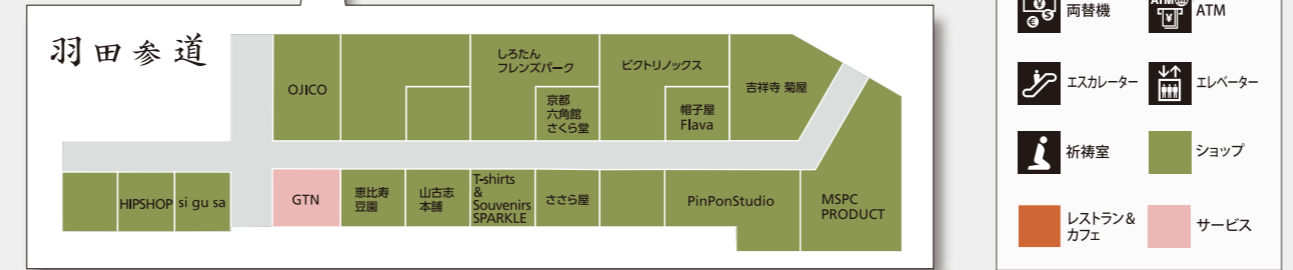 羽田参道
OJICO
しろたん
フレンズパーク
京都
六角館
さくら堂
ビクトリノックス
帽子屋
Flava
吉祥寺 菊屋
HIPSHOP
si gu sa
GTN
恵比寿
豆園
山古志
本舗
T-shirts
&
Souvenirs
SPARKLE
ささら屋
PinPonStudio
MSPC
PRODUCT
両替機
ATM
ATM
エスカレーター
エレベーター
祈祷室
ショップ
レストラン&
カフェ
サービス